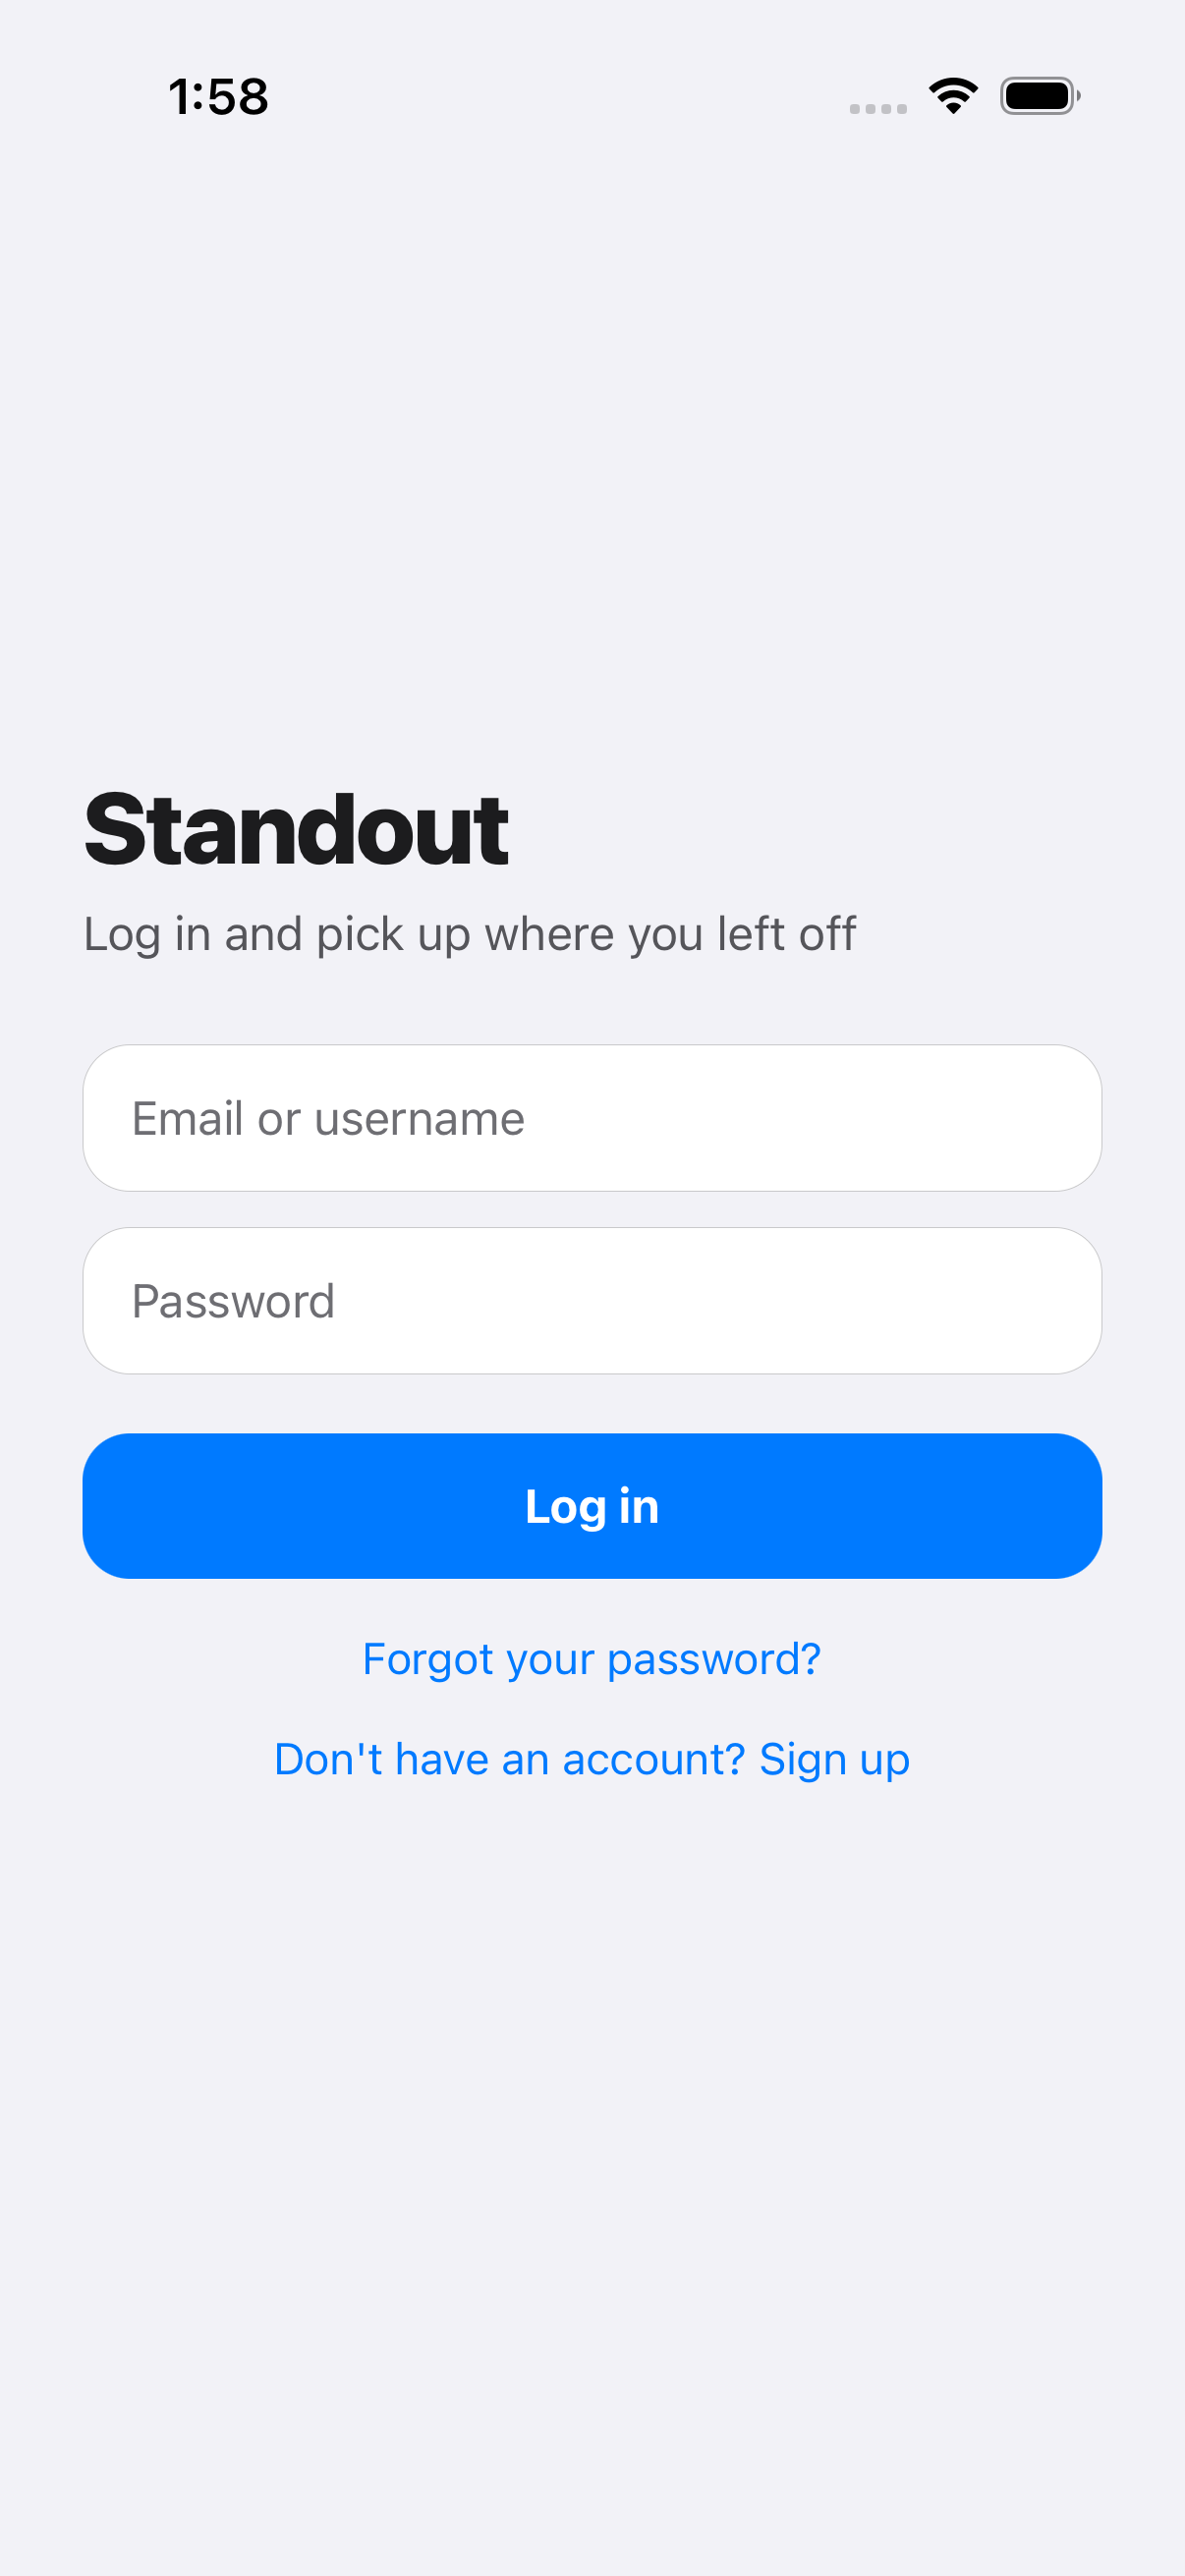 1:58
Standout
Log in and pick up where you left off
Email or username
Password
Log in
Forgot your password?
Don't have an account? Sign up